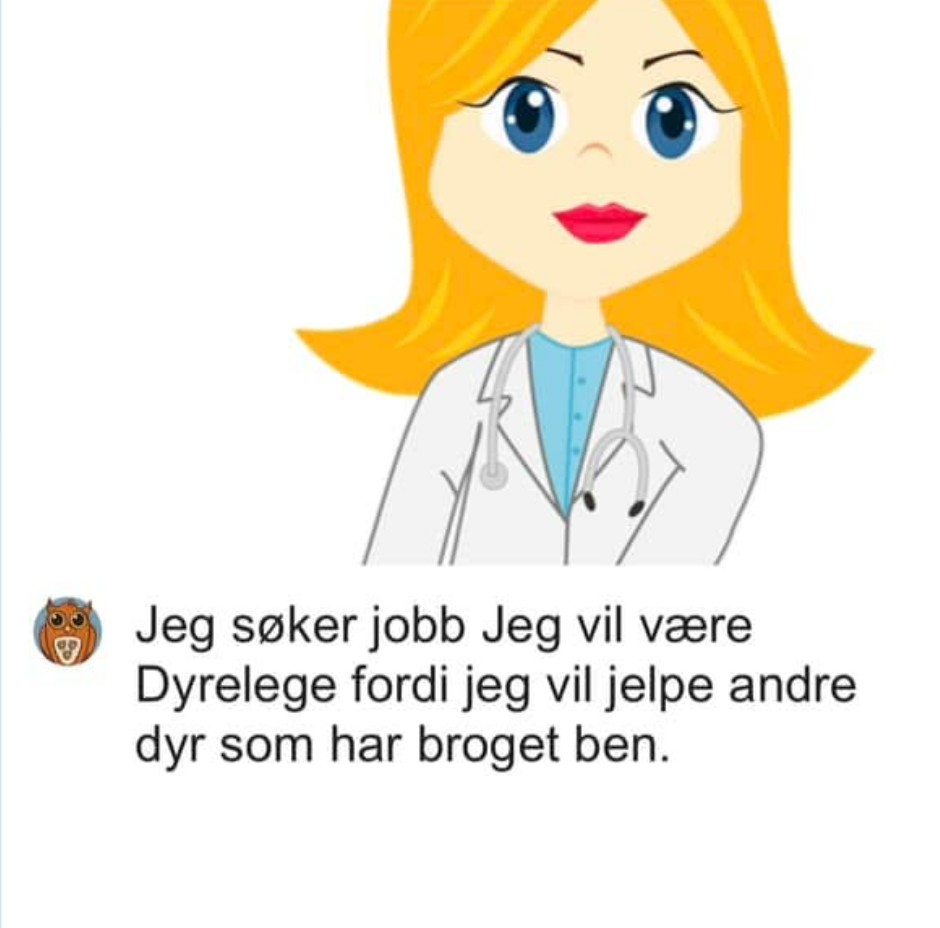 Jeg søker jobb Jeg vil være
Dyrelege fordi jeg vil jelpe andre
dyr som har broget ben.